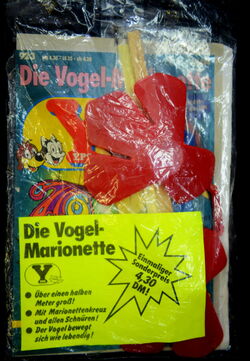 923
Die Vogel-M
Die Vogel-
Marionette
Y
Einmaliger
Sonderpreis
4,30
DM!
• Über einen halben
Meter groß!
• Mit Marionettenkreuz
und allen Schnüren!
• Der Vogel bewegt
sich wie lebendig!